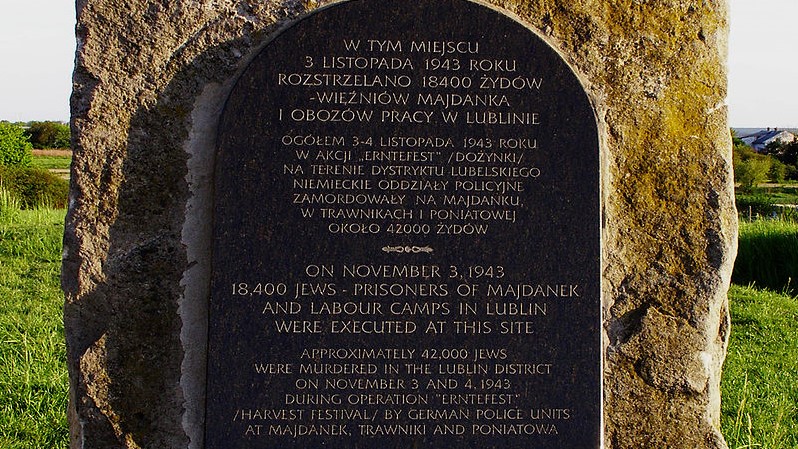 W TYM MIEJSCU
3 LISTOPADA 1943 ROKU
ROZSTRZELANO 18400 ŻYDÓW
-WIĘŹNIÓW MAJDANKA
I OBOZÓW PRACY W LUBLINIE
OGÓŁEM 3-4 LISTOPADA 1943 ROKU
W AKCJI „ERNTEFEST" /DOŻYNKI/
NA TERENIE DYSTRYKTU LUBELSKIEGO
NIEMIECKIE ODDZIAŁY POLICYJNE
ZAMORDOWAŁY NA MAJDANKU,
W TRAWNIKACH I PONIATOWEJ
OKOŁO 42000 ŻYDÓW
ON NOVEMBER 3, 1943
18,400 JEWS - PRISONERS OF MAJDANEK
AND LABOUR CAMPS IN LUBLIN
WERE EXECUTED AT THIS SITE
APPROXIMATELY 42,000 JEWS
WERE MURDERED IN THE LUBLIN DISTRICT
ON NOVEMBER 3 AND 4, 1943
DURING OPERATION "ERNTEFEST"
/HARVEST FESTIVAL/ BY GERMAN POLICE UNITS
AT MAJDANEK, TRAWNIKI AND PONIATOWA